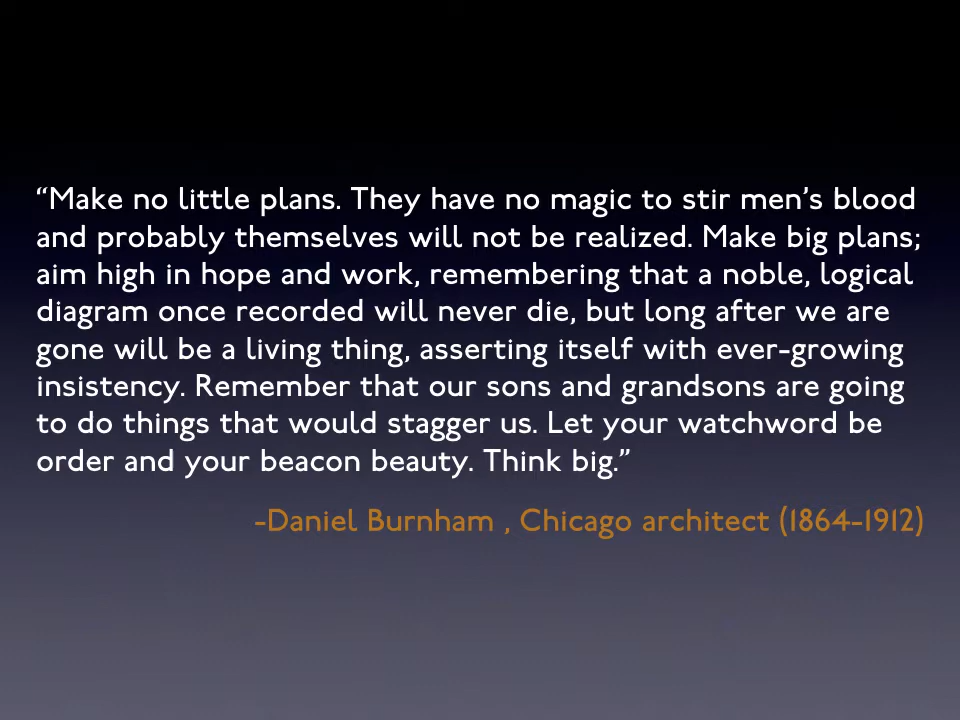 “Make no little plans. They have no magic to stir men’s blood
and probably themselves will not be realized. Make big plans;
aim high in hope and work, remembering that a noble, logical
diagram once recorded will never die, but long after we are
gone will be a living thing, asserting itself with ever-growing
insistency. Remember that our sons and grandsons are going
to do things that would stagger us. Let your watchword be
order and your beacon beauty. Think big.”
-Daniel Burnham , Chicago architect (1864-1912)